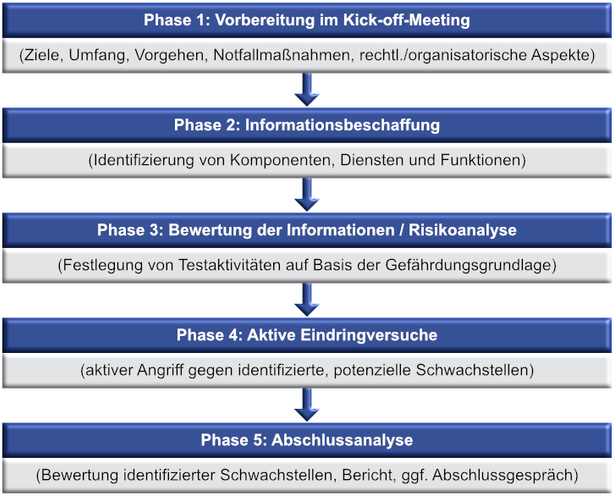 Phase 1: Vorbereitung im Kick-off-Meeting
(Ziele, Umfang, Vorgehen, Notfallmaßnahmen, rechtl./organisatorische Aspekte)
Phase 2: Informationsbeschaffung
(Identifizierung von Komponenten, Diensten und Funktionen)
Phase 3: Bewertung der Informationen / Risikoanalyse
(Festlegung von Testaktivitäten auf Basis der Gefährdungsgrundlage)
Phase 4: Aktive Eindringversuche
(aktiver Angriff gegen identifizierte, potenzielle Schwachstellen)
Phase 5: Abschlussanalyse
(Bewertung identifizierter Schwachstellen, Bericht, ggf. Abschlussgespräch)